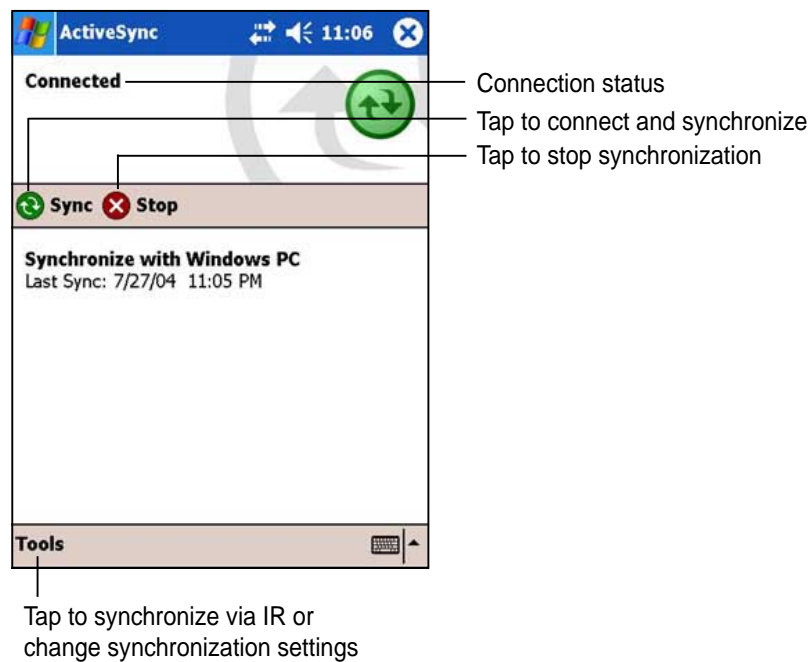 ActiveSync 11:06
Connected
Connection status
Tap to connect and synchronize
Tap to stop synchronization
Sync Stop
Synchronize with Windows PC
Last Sync: 7/27/04 11:05 PM
Tools
Tap to synchronize via IR or
change synchronization settings